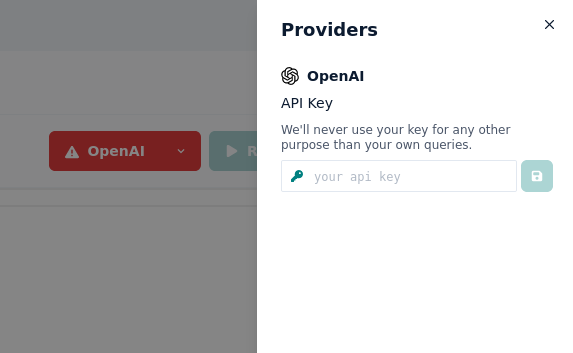 Providers
OpenAI
API Key
We'll never use your key for any other
purpose than your own queries.
your api key
OpenAI
R